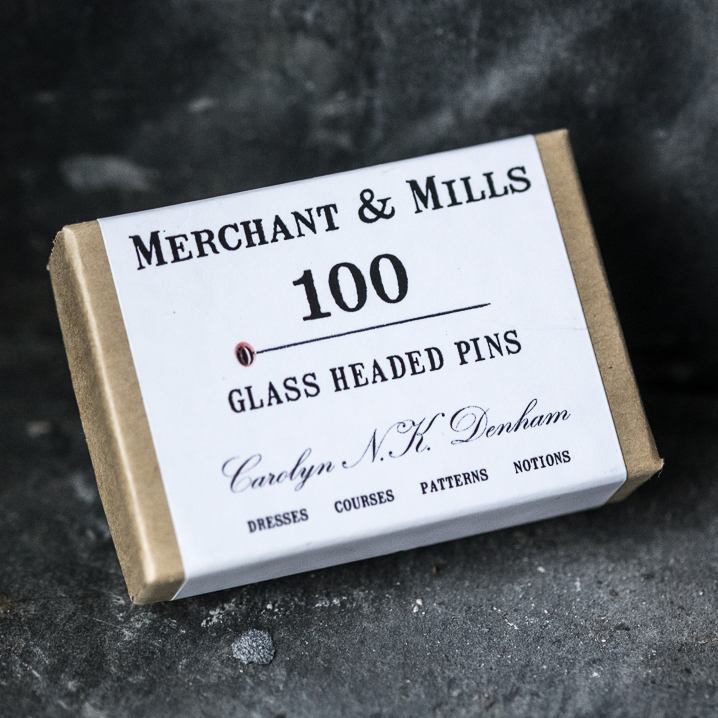 MERCHANT & MILLS
100
GLASS HEADED PINS
Carolyn N.K. Denham
DRESSES COURSES PATTERNS NOTIONS